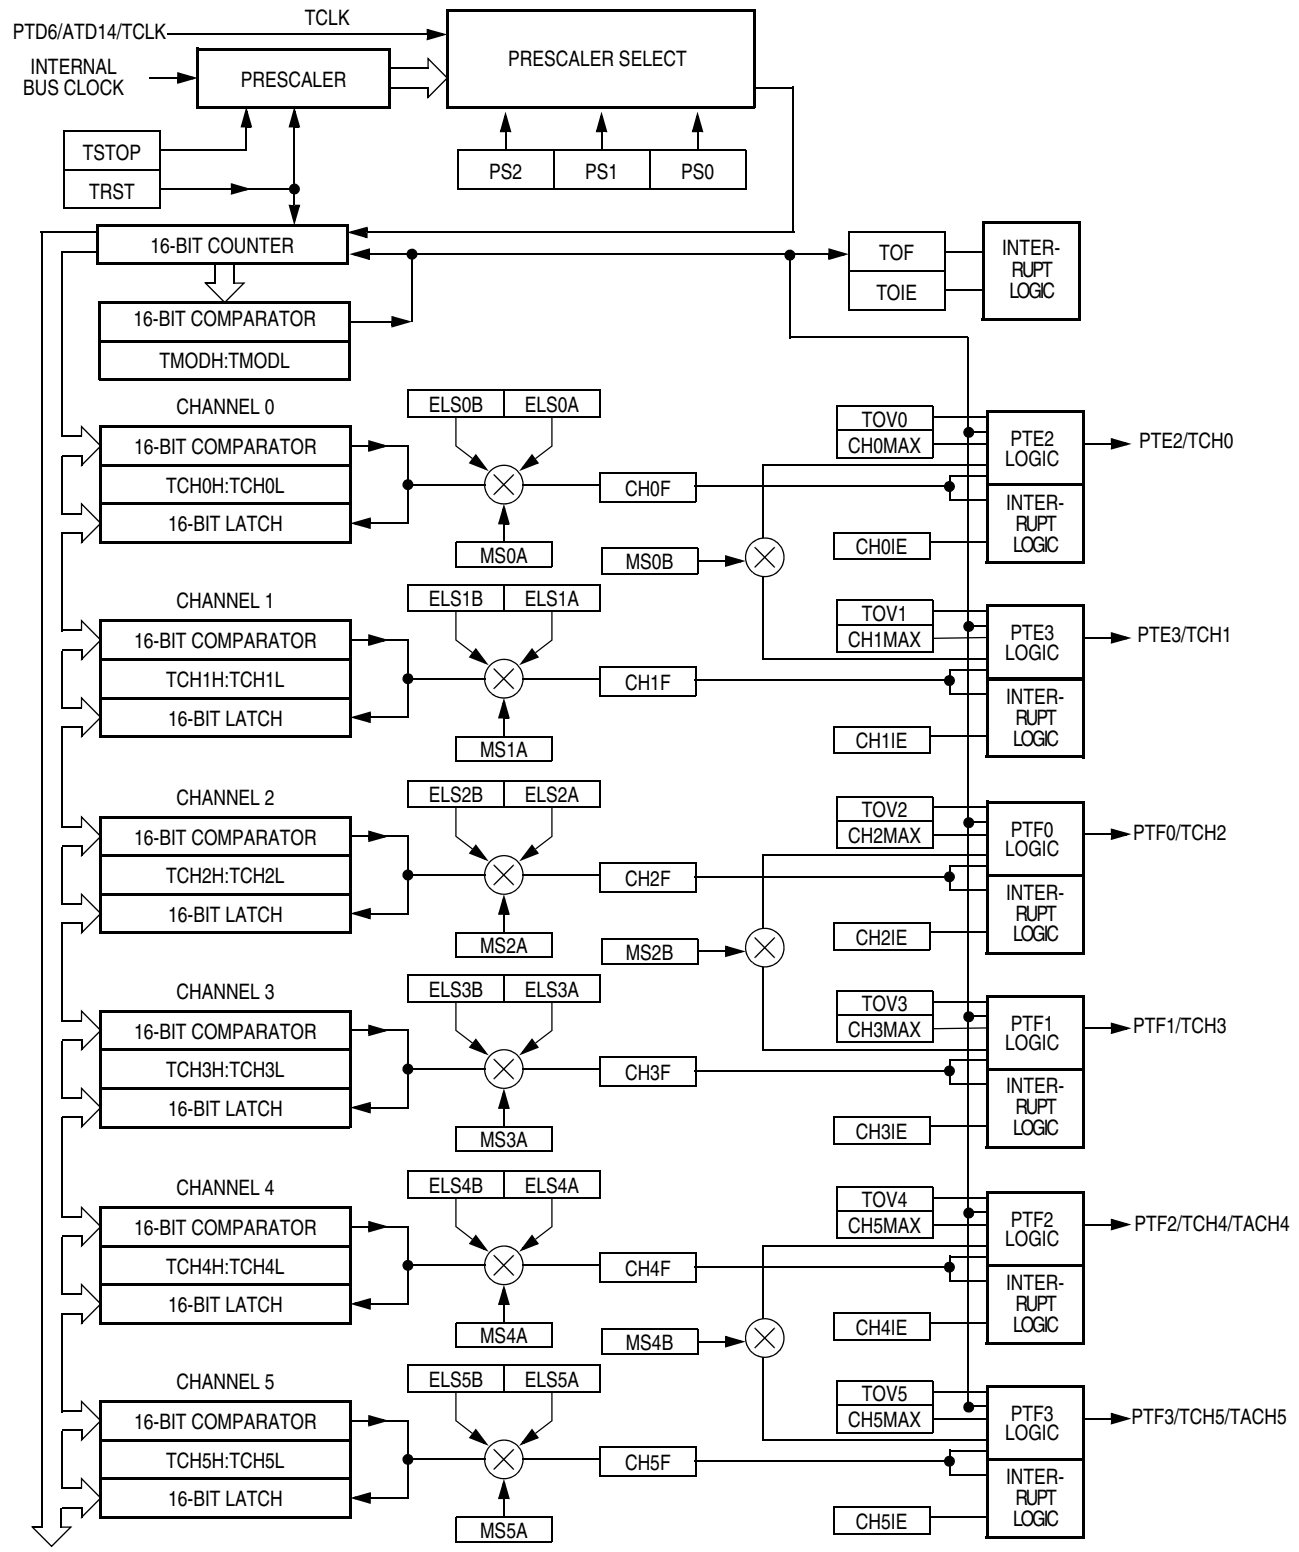 TCLK
PTD6/ATD14/TCLK
INTERNAL
BUS CLOCK
PRESCALER
PRESCALER SELECT
TSTOP
TRST
PS2
PS1
PS0
16-BIT COUNTER
16-BIT COMPARATOR
TMODH:TMODL
TOF
TOIE
INTER-
RUPT
LOGIC
CHANNEL 0
16-BIT COMPARATOR
TCH0H:TCH0L
16-BIT LATCH
ELS0B
ELS0A
MS0A
CH0F
MS0B
TOV0
CH0MAX
CH0IE
PTE2
LOGIC
INTER-
RUPT
LOGIC
PTE2/TCH0
CHANNEL 1
16-BIT COMPARATOR
TCH1H:TCH1L
16-BIT LATCH
ELS1B
ELS1A
MS1A
CH1F
TOV1
CH1MAX
CH1IE
PTE3
LOGIC
INTER-
RUPT
LOGIC
PTE3/TCH1
CHANNEL 2
16-BIT COMPARATOR
TCH2H:TCH2L
16-BIT LATCH
ELS2B
ELS2A
MS2A
CH2F
MS2B
TOV2
CH2MAX
CH2IE
PTF0
LOGIC
INTER-
RUPT
LOGIC
PTF0/TCH2
CHANNEL 3
16-BIT COMPARATOR
TCH3H:TCH3L
16-BIT LATCH
ELS3B
ELS3A
MS3A
CH3F
TOV3
CH3MAX
CH3IE
PTF1
LOGIC
INTER-
RUPT
LOGIC
PTF1/TCH3
CHANNEL 4
16-BIT COMPARATOR
TCH4H:TCH4L
16-BIT LATCH
ELS4B
ELS4A
MS4A
CH4F
MS4B
TOV4
CH5MAX
CH4IE
PTF2
LOGIC
INTER-
RUPT
LOGIC
PTF2/TCH4/TACH4
CHANNEL 5
16-BIT COMPARATOR
TCH5H:TCH5L
16-BIT LATCH
ELS5B
ELS5A
MS5A
CH5F
TOV5
CH5MAX
CH5IE
PTF3
LOGIC
INTER-
RUPT
LOGIC
PTF3/TCH5/TACH5